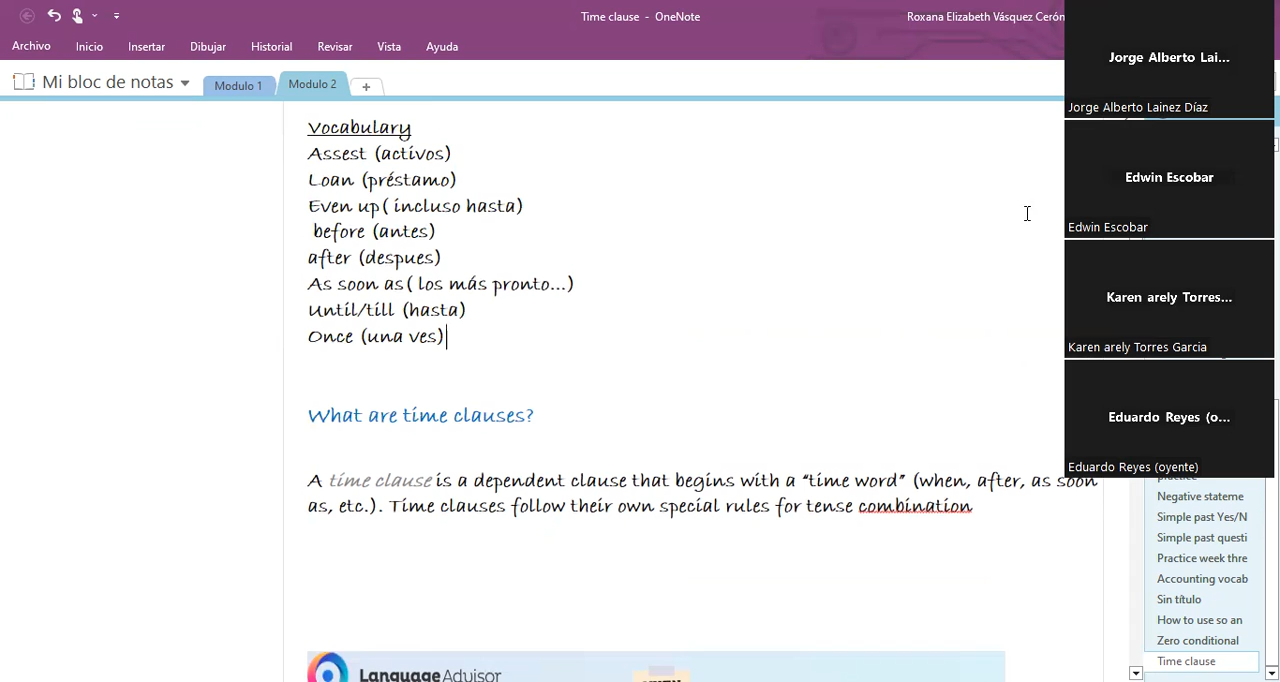 Time clause - OneNote
Roxana Elizabeth Vásquez Cerón
Archivo Inicio Insertar Dibujar Historial Revisar Vista Ayuda
Mi bloc de notas Modulo 1 Modulo 2 +
Vocabulary
Assest (activos)
Loan (préstamo)
Even up( incluso hasta)
before (antes)
after (despues)
As soon as( los más pronto...)
Until/till (hasta)
Once (una ves)
What are time clauses?
A time clause is a dependent clause that begins with a “time word” (when, after, as soon
as, etc.). Time clauses follow their own special rules for tense combination
LanguageAdvisor
Jorge Alberto Lai...
Jorge Alberto Lainez Díaz
Edwin Escobar
Edwin Escobar
Karen arely Torres...
Karen arely Torres Garcia
Eduardo Reyes (o...
Eduardo Reyes (oyente)
practice
Negative stateme
Simple past Yes/N
Simple past questi
Practice week thre
Accounting vocab
Sin título
How to use so an
Zero conditional
Time clause